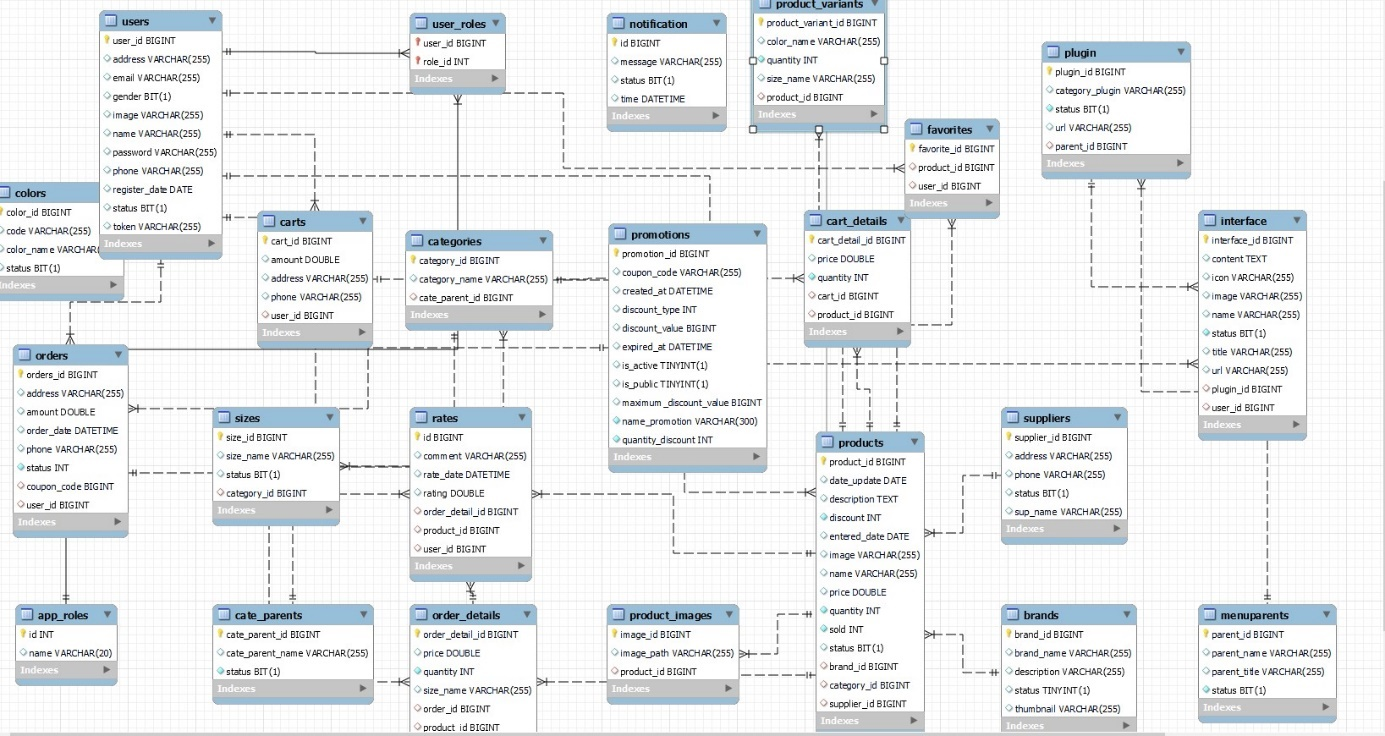 users
user_id BIGINT
address VARCHAR(255)
email VARCHAR(255)
gender BIT(1)
image VARCHAR(255)
name VARCHAR(255)
password VARCHAR(255)
phone VARCHAR(255)
register_date DATE
status BIT(1)
token VARCHAR(255)
Indexes
user_roles
user_id BIGINT
role_id INT
Indexes
notification
id BIGINT
message VARCHAR(255)
status BIT(1)
time DATETIME
Indexes
product_variants
product_variant_id BIGINT
color_name VARCHAR(255)
quantity INT
size_name VARCHAR(255)
product_id BIGINT
Indexes
favorites
favorite_id BIGINT
product_id BIGINT
user_id BIGINT
Indexes
plugin
plugin_id BIGINT
category_plugin VARCHAR(255)
status BIT(1)
url VARCHAR(255)
parent_id BIGINT
Indexes
colors
color_id BIGINT
code VARCHAR(255)
color_name VARCHAR(
status BIT(1)
Indexes
carts
cart_id BIGINT
amount DOUBLE
address VARCHAR(255)
phone VARCHAR(255)
user_id BIGINT
Indexes
categories
category_id BIGINT
category_name VARCHAR(255)
cate_parent_id BIGINT
Indexes
promotions
promotion_id BIGINT
coupon_code VARCHAR(255)
created_at DATETIME
discount_type INT
discount_value BIGINT
expired_at DATETIME
is_active TINYINT(1)
is_public TINYINT(1)
maximum_discount_value BIGINT
name_promotion VARCHAR(300)
quantity_discount INT
Indexes
cart_details
cart_detail_id BIGINT
price DOUBLE
quantity INT
cart_id BIGINT
product_id BIGINT
Indexes
interface
interface_id BIGINT
content TEXT
icon VARCHAR(255)
image VARCHAR(255)
name VARCHAR(255)
status BIT(1)
title VARCHAR(255)
url VARCHAR(255)
plugin_id BIGINT
user_id BIGINT
Indexes
orders
orders_id BIGINT
address VARCHAR(255)
amount DOUBLE
order_date DATETIME
phone VARCHAR(255)
status INT
coupon_code BIGINT
user_id BIGINT
Indexes
sizes
size_id BIGINT
size_name VARCHAR(255)
status BIT(1)
category_id BIGINT
Indexes
rates
id BIGINT
comment VARCHAR(255)
rate_date DATETIME
rating DOUBLE
order_detail_id BIGINT
product_id BIGINT
user_id BIGINT
Indexes
products
product_id BIGINT
date_update DATE
description TEXT
discount INT
entered_date DATE
image VARCHAR(255)
name VARCHAR(255)
price DOUBLE
quantity INT
sold INT
status BIT(1)
brand_id BIGINT
category_id BIGINT
supplier_id BIGINT
Indexes
suppliers
supplier_id BIGINT
address VARCHAR(255)
phone VARCHAR(255)
status BIT(1)
sup_name VARCHAR(255)
Indexes
app_roles
id INT
name VARCHAR(20)
Indexes
cate_parents
cate_parent_id BIGINT
cate_parent_name VARCHAR(255)
status BIT(1)
Indexes
order_details
order_detail_id BIGINT
price DOUBLE
quantity INT
size_name VARCHAR(255)
order_id BIGINT
product_id BIGINT
product_images
image_id BIGINT
image_path VARCHAR(255)
product_id BIGINT
Indexes
brands
brand_id BIGINT
brand_name VARCHAR(255)
description VARCHAR(255)
status TINYINT(1)
thumbnail VARCHAR(255)
Indexes
menuparents
parent_id BIGINT
parent_name VARCHAR(255)
parent_title VARCHAR(255)
status BIT(1)
Indexes